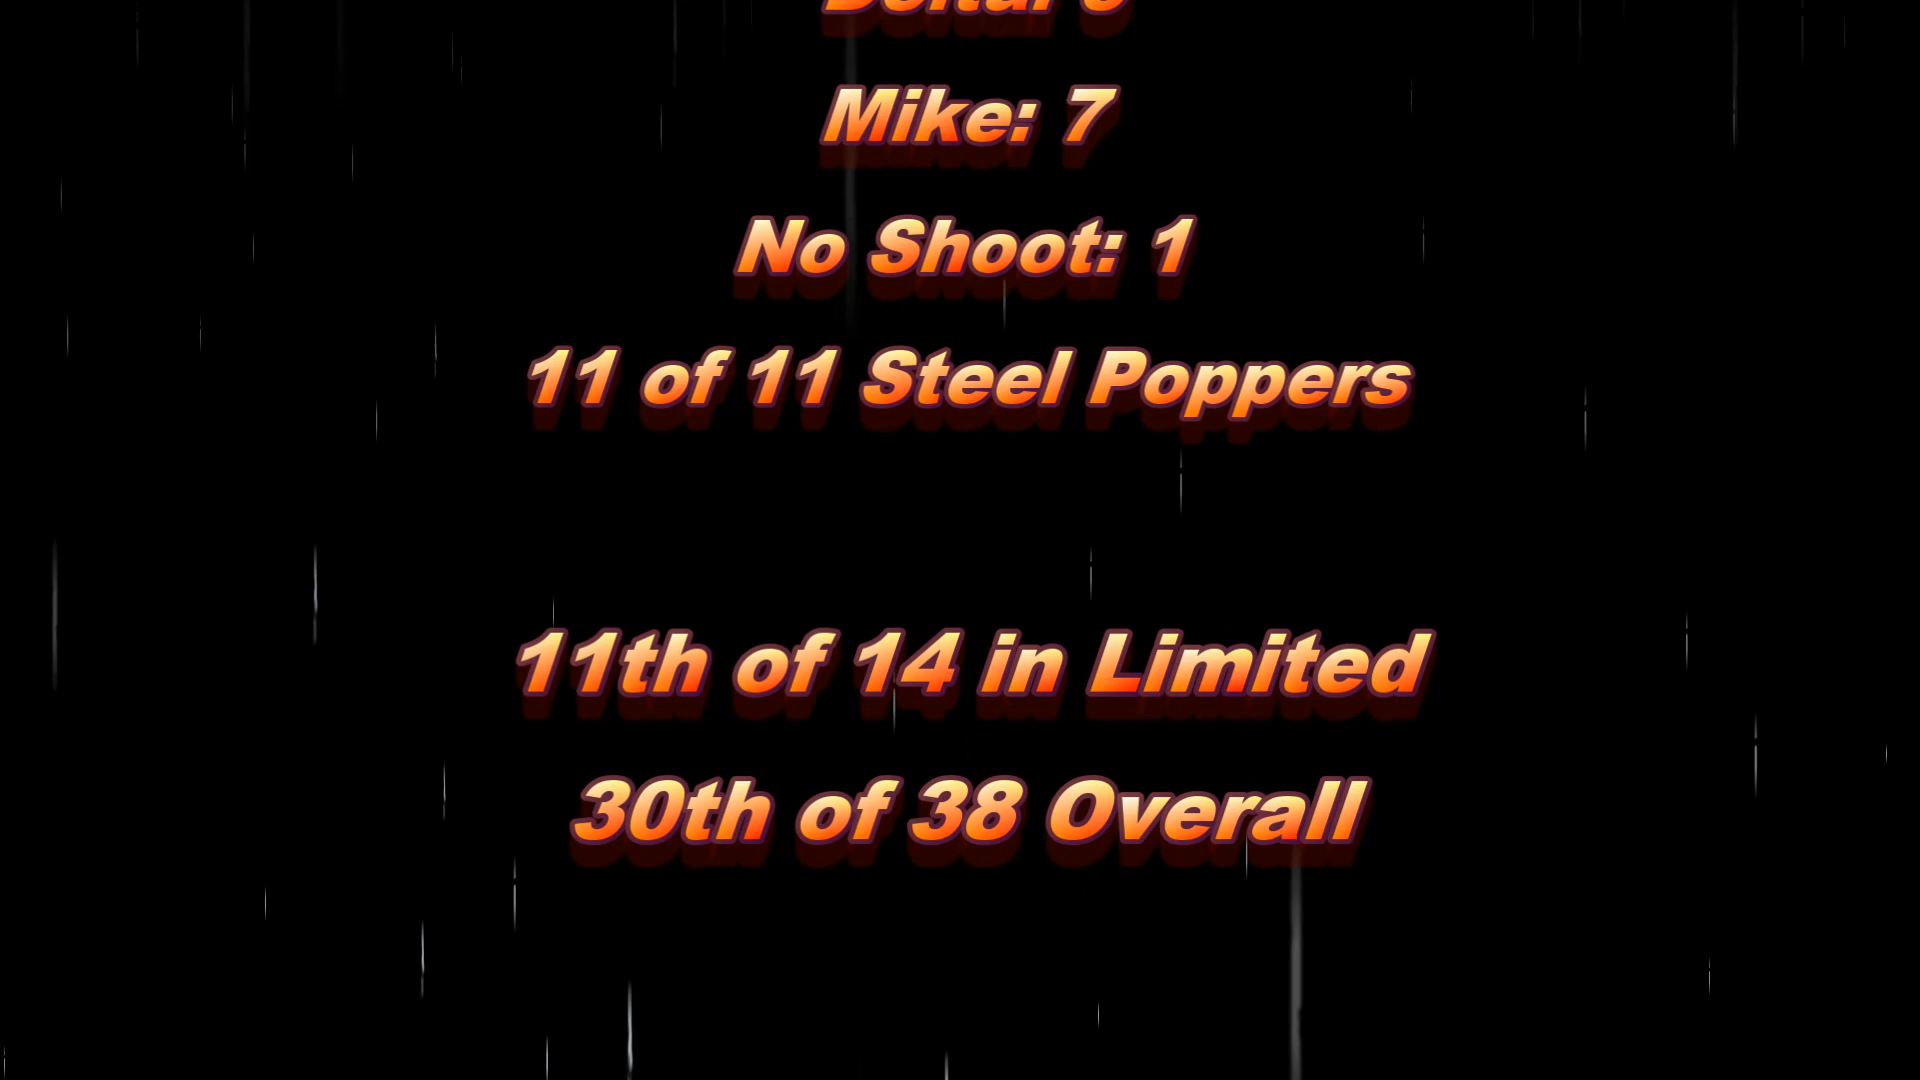 Mike: 7
No Shoot: 1
11 of 11 Steel Poppers
11th of 14 in Limited
30th of 38 Overall